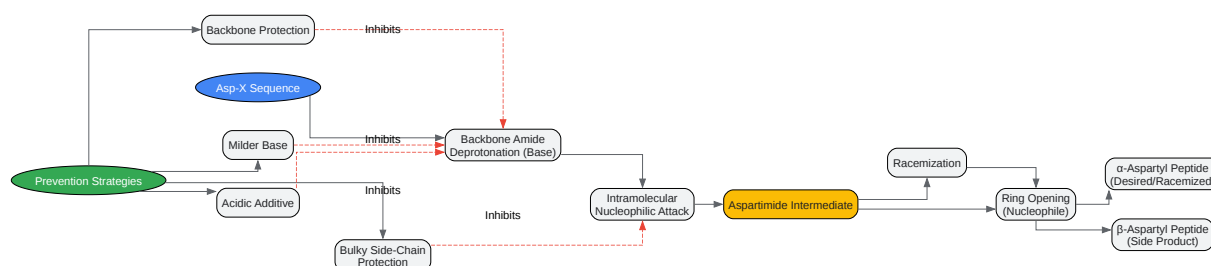 Backbone Protection
Inhibits
Asp-X Sequence
Milder Base
Inhibits
Backbone Amide
Deprotonation (Base)
Prevention Strategies
Acidic Additive
Inhibits
Inhibits
Bulky Side-Chain
Protection
Intramolecular
Nucleophilic Attack
Aspartimide Intermediate
Racemization
Ring Opening
(Nucleophile)
α-Aspartyl Peptide
(Desired/Racemized)
β-Aspartyl Peptide
(Side Product)